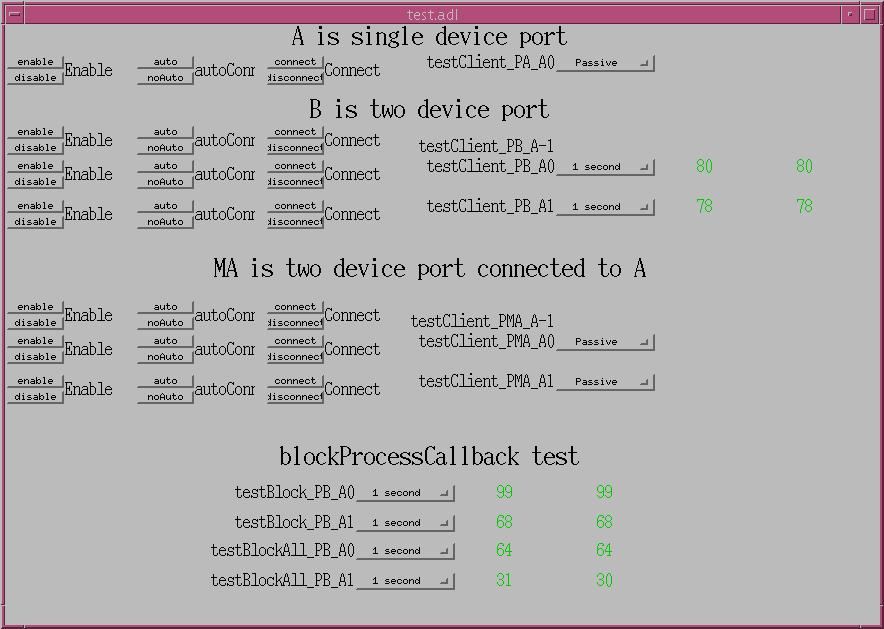 test.adl
A is single device port
enable auto connect
Enable autoConn Connect testClient_PA_A0 Passive
disable noAuto disconnect
B is two device port
enable auto connect
Enable autoConn Connect testClient_PB_A-1
disable noAuto disconnect
enable auto connect
Enable autoConn Connect testClient_PB_A0 1 second 80 80
disable noAuto disconnect
enable auto connect
Enable autoConn Connect testClient_PB_A1 1 second 78 78
disable noAuto disconnect
MA is two device port connected to A
enable auto connect
Enable autoConn Connect testClient_PMA_A-1
disable noAuto disconnect
enable auto connect
Enable autoConn Connect testClient_PMA_A0 Passive
disable noAuto disconnect
enable auto connect
Enable autoConn Connect testClient_PMA_A1 Passive
disable noAuto disconnect
blockProcessCallback test
testBlock_PB_A0 1 second 99 99
testBlock_PB_A1 1 second 68 68
testBlockAll_PB_A0 1 second 64 64
testBlockAll_PB_A1 1 second 31 30